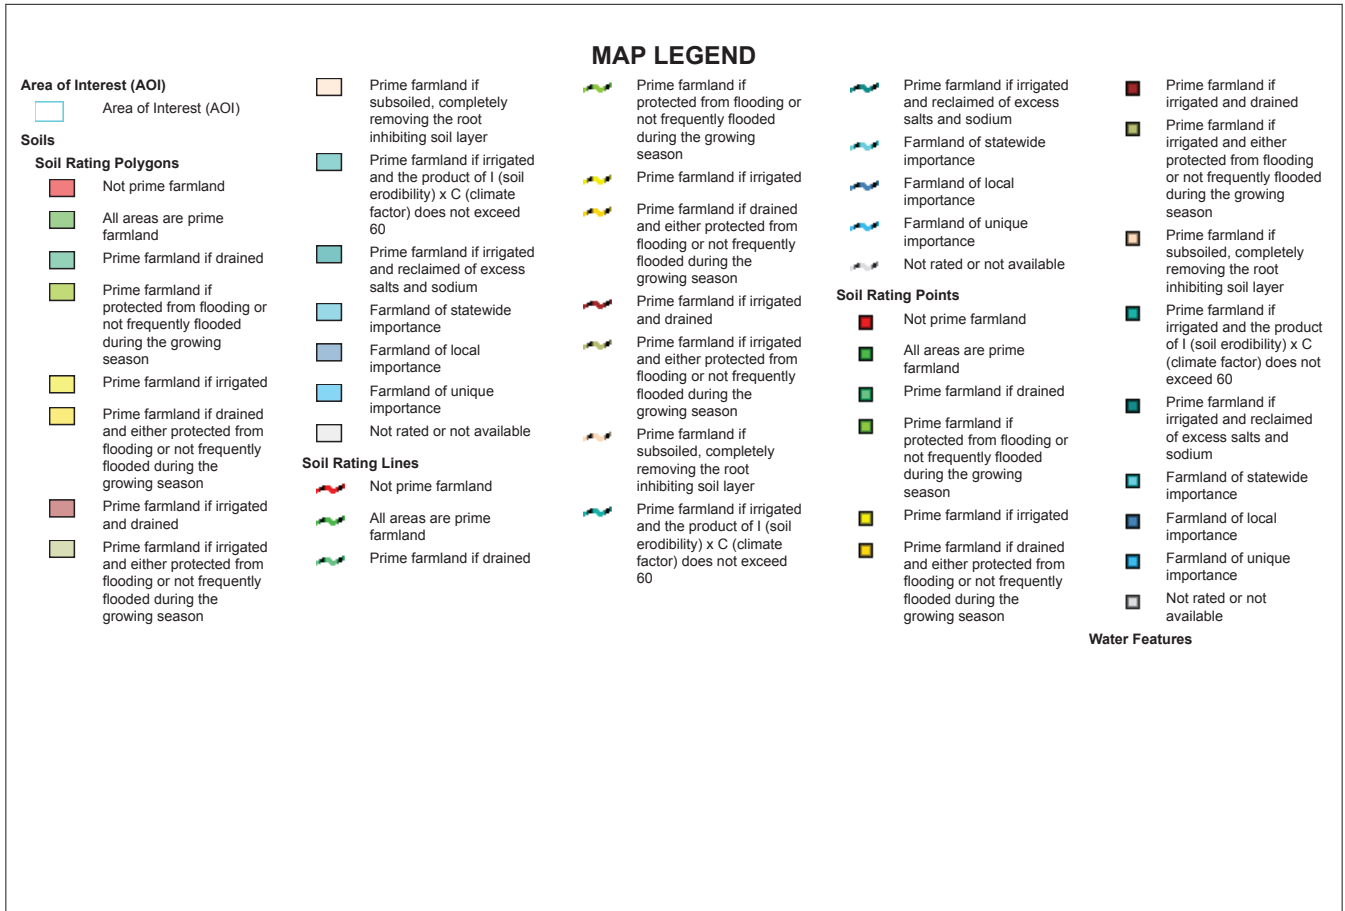 MAP LEGEND
Area of Interest (AOI)
Area of Interest (AOI)
Soils
Soil Rating Polygons
Not prime farmland
All areas are prime
farmland
Prime farmland if drained
Prime farmland if
protected from flooding or
not frequently flooded
during the growing
season
Prime farmland if irrigated
Prime farmland if drained
and either protected from
flooding or not frequently
flooded during the
growing season
Prime farmland if irrigated
and drained
Prime farmland if irrigated
and either protected from
flooding or not frequently
flooded during the
growing season
Prime farmland if
subsoiled, completely
removing the root
inhibiting soil layer
Prime farmland if irrigated
and the product of I (soil
erodibility) x C (climate
factor) does not exceed
60
Prime farmland if irrigated
and reclaimed of excess
salts and sodium
Farmland of statewide
importance
Farmland of local
importance
Farmland of unique
importance
Not rated or not available
Soil Rating Lines
Not prime farmland
All areas are prime
farmland
Prime farmland if drained
Prime farmland if
protected from flooding or
not frequently flooded
during the growing
season
Prime farmland if irrigated
Prime farmland if drained
and either protected from
flooding or not frequently
flooded during the
growing season
Prime farmland if irrigated
and drained
Prime farmland if irrigated
and either protected from
flooding or not frequently
flooded during the
growing season
Prime farmland if
subsoiled, completely
removing the root
inhibiting soil layer
Prime farmland if irrigated
and the product of I (soil
erodibility) x C (climate
factor) does not exceed
60
Prime farmland if irrigated
and reclaimed of excess
salts and sodium
Farmland of statewide
importance
Farmland of local
importance
Farmland of unique
importance
Not rated or not available
Soil Rating Points
Not prime farmland
All areas are prime
farmland
Prime farmland if drained
Prime farmland if
protected from flooding or
not frequently flooded
during the growing
season
Prime farmland if irrigated
Prime farmland if drained
and either protected from
flooding or not frequently
flooded during the
growing season
Prime farmland if
irrigated and drained
Prime farmland if
irrigated and either
protected from flooding
or not frequently flooded
during the growing
season
Prime farmland if
subsoiled, completely
removing the root
inhibiting soil layer
Prime farmland if
irrigated and the product
of I (soil erodibility) x C
(climate factor) does not
exceed 60
Prime farmland if
irrigated and reclaimed
of excess salts and
sodium
Farmland of statewide
importance
Farmland of local
importance
Farmland of unique
importance
Not rated or not
available
Water Features